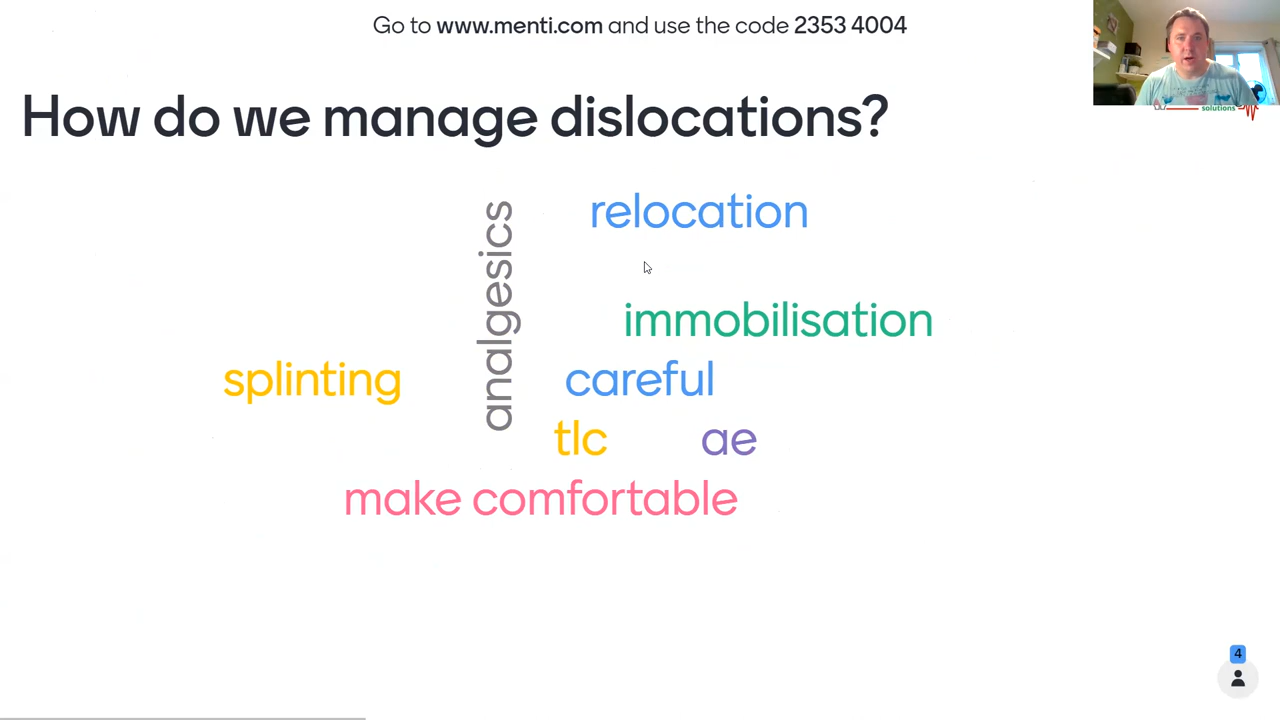 Go to www.menti.com and use the code 2353 4004
solutions
How do we manage dislocations?
relocation
analgesics
immobilisation
splinting
careful
tlc
ae
make comfortable
4